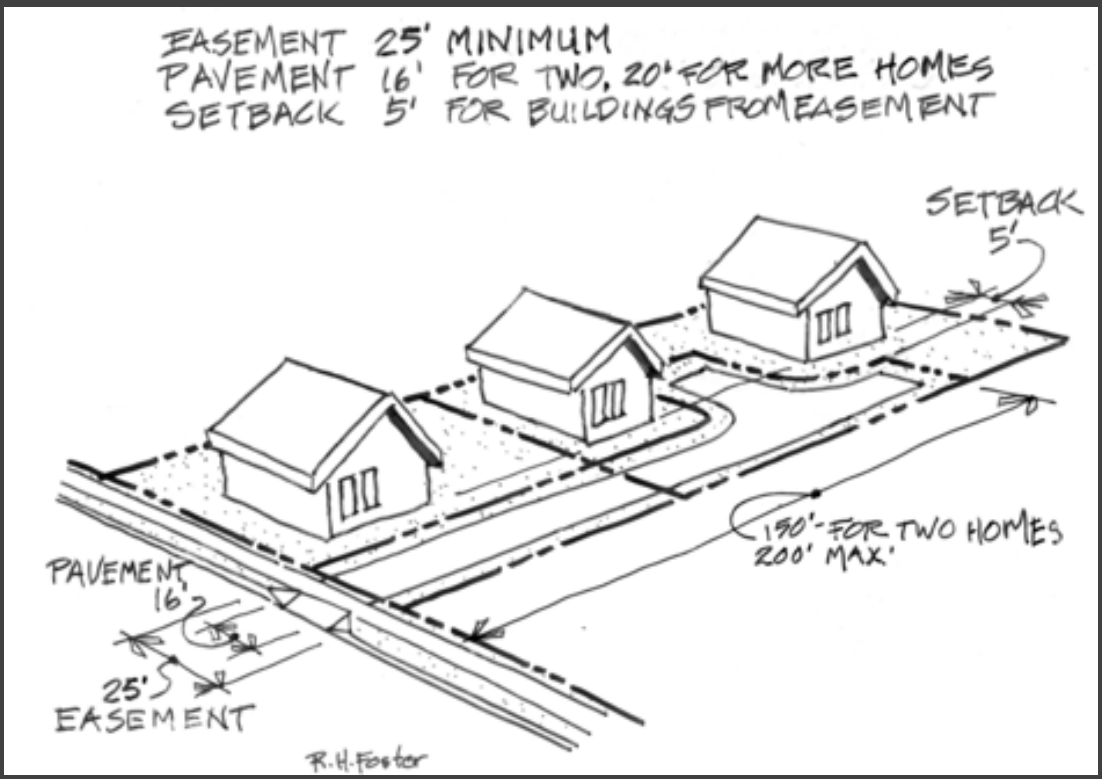 EASEMENT 25' MINIMUM
PAVEMENT 16' FOR TWO, 20' FOR MORE HOMES
SETBACK 5' FOR BUILDINGS FROM EASEMENT
SETBACK
5'
150'-FOR TWO HOMES
200' MAX.
PAVEMENT
16'
25'
EASEMENT
R.H.Foster